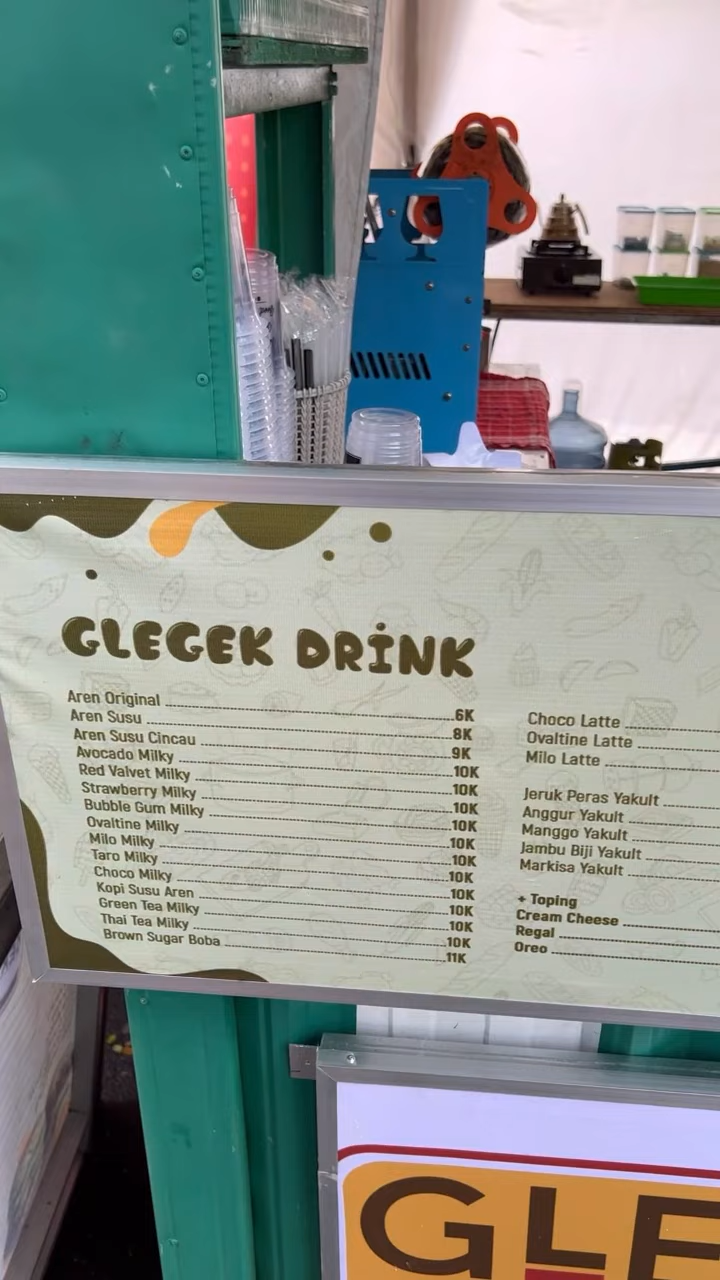 GLEGEK DRINK
Aren Original 6K
Aren Susu 8K
Aren Susu Cincau 9K
Avocado Milky 10K
Red Valvet Milky 10K
Strawberry Milky 10K
Bubble Gum Milky 10K
Ovaltine Milky 10K
Milo Milky 10K
Taro Milky 10K
Choco Milky 10K
Kopi Susu Aren 10K
Green Tea Milky 10K
Thai Tea Milky 10K
Brown Sugar Boba 11K
Choco Latte
Ovaltine Latte
Milo Latte
Jeruk Peras Yakult
Anggur Yakult
Manggo Yakult
Jambu Biji Yakult
Markisa Yakult
+ Toping
Cream Cheese
Regal
Oreo
GLE